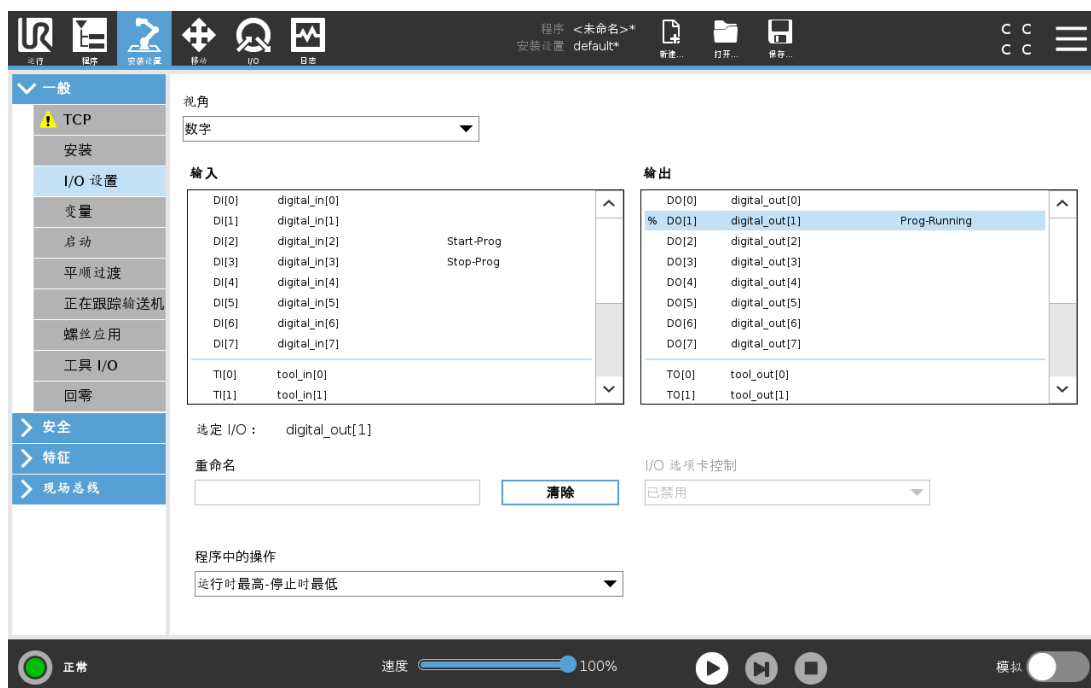 程序 <未命名>*
安装设置 default*
C C
C C
运行 程序 安装设置 移动 I/O 日志 新建... 打开... 保存...
一般
TCP
安装
I/O 设置
变量
启动
平顺过渡
正在跟踪输送机
螺丝应用
工具 I/O
回零
安全
特征
现场总线
视角
数字
输入
DI[0] digital_in[0]
DI[1] digital_in[1]
DI[2] digital_in[2] Start-Prog
DI[3] digital_in[3] Stop-Prog
DI[4] digital_in[4]
DI[5] digital_in[5]
DI[6] digital_in[6]
DI[7] digital_in[7]
TI[0] tool_in[0]
TI[1] tool_in[1]
输出
DO[0] digital_out[0]
% DO[1] digital_out[1] Prog-Running
DO[2] digital_out[2]
DO[3] digital_out[3]
DO[4] digital_out[4]
DO[5] digital_out[5]
DO[6] digital_out[6]
DO[7] digital_out[7]
TO[0] tool_out[0]
TO[1] tool_out[1]
选定 I/O : digital_out[1]
重命名
清除
I/O 选项卡控制
已禁用
程序中的操作
运行时最高-停止时最低
正常
速度 100%
模拟